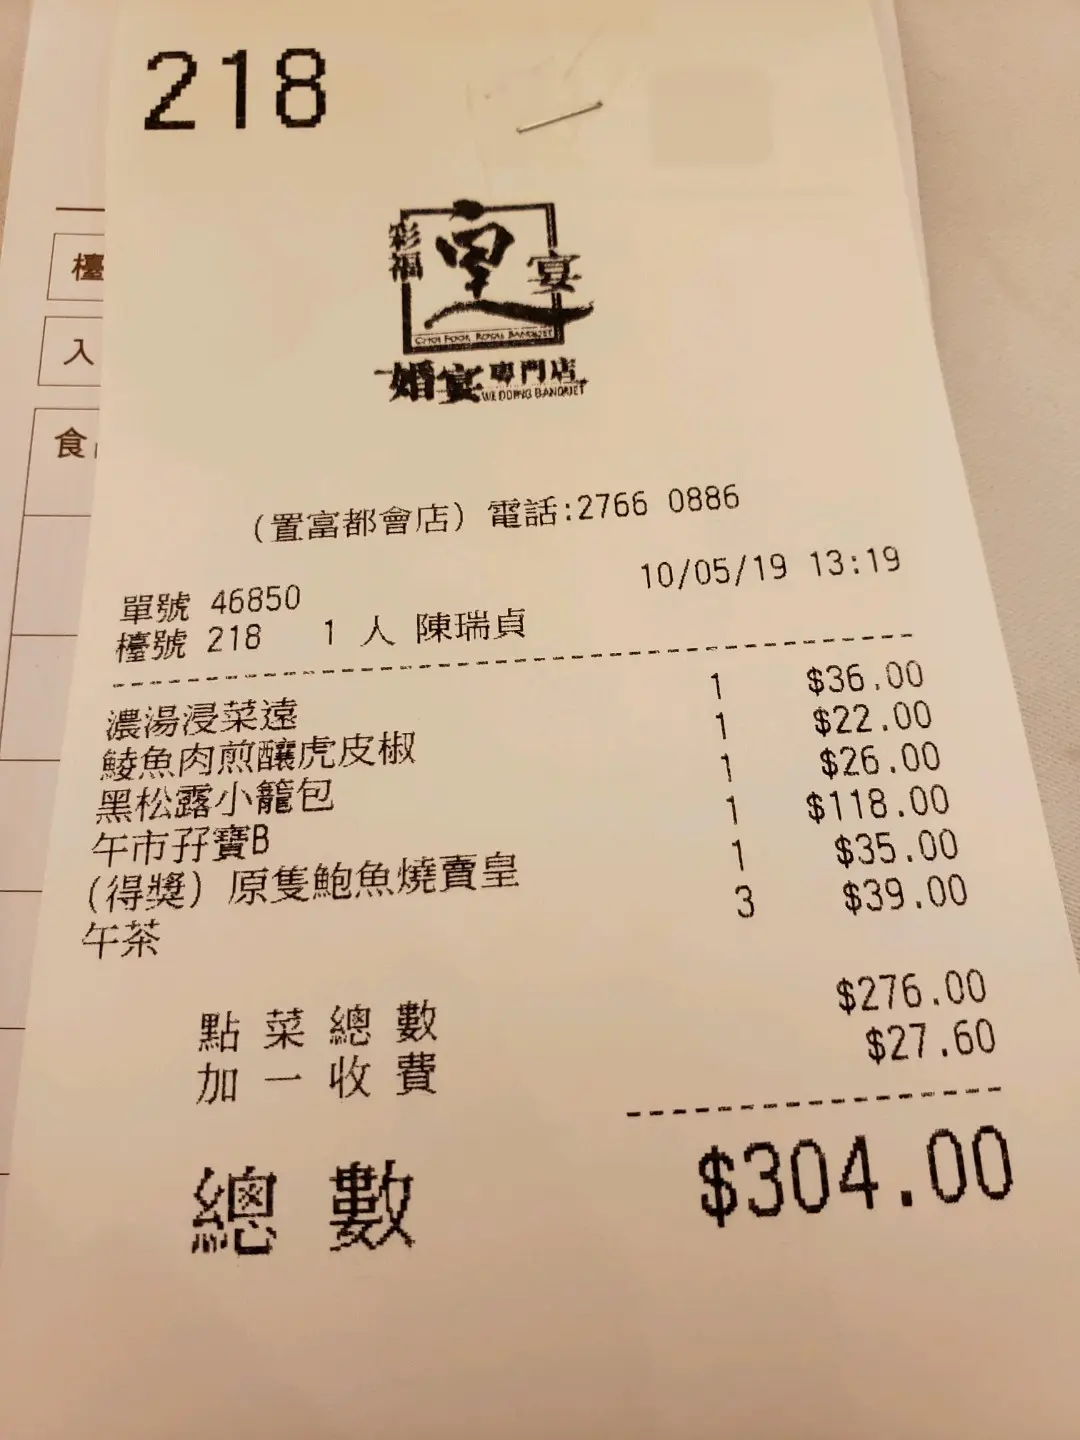 218
彩福
皇
宴
CHOI FOOK ROYAL BANQUET
婚宴專門店
WEDDING BANQUET
檯
入
食
(置富都會店) 電話:2766 0886
單號 46850 10/05/19 13:19
檯號 218 1 人 陳瑞貞
濃湯浸菜遠 1 $36.00
鯪魚肉煎釀虎皮椒 1 $22.00
黑松露小籠包 1 $26.00
午市孖寶B 1 $118.00
(得獎) 原隻鮑魚燒賣皇 1 $35.00
午茶 3 $39.00
點菜總數 $276.00
加一收費 $27.60
總數 $304.00